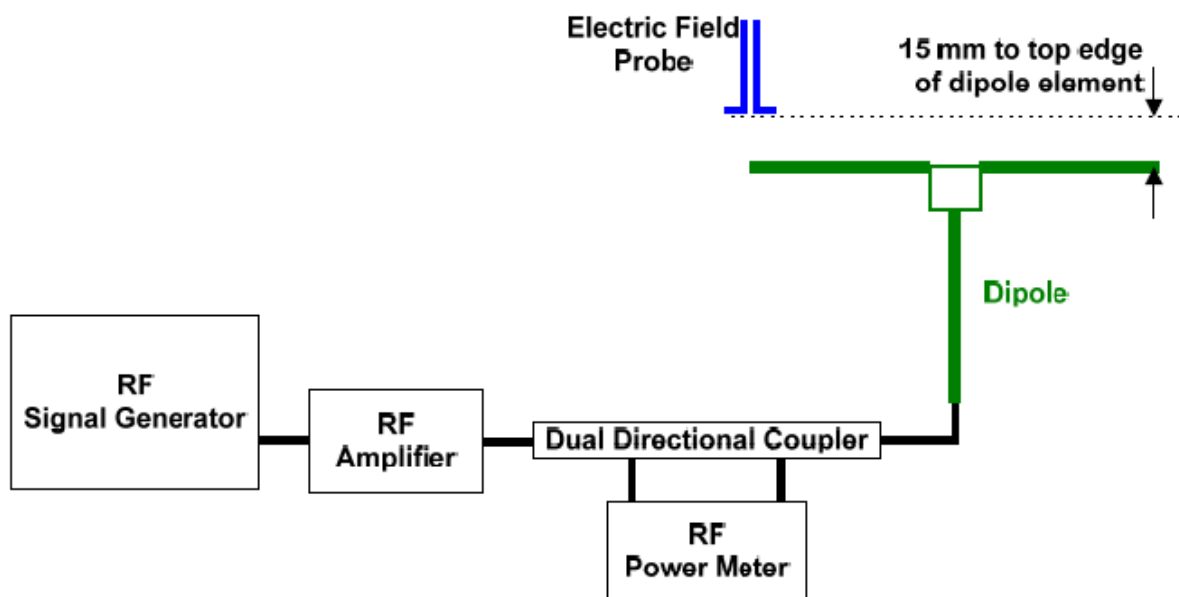 Electric Field
Probe
15 mm to top edge
of dipole element
Dipole
RF
Signal Generator
RF
Amplifier
Dual Directional Coupler
RF
Power Meter